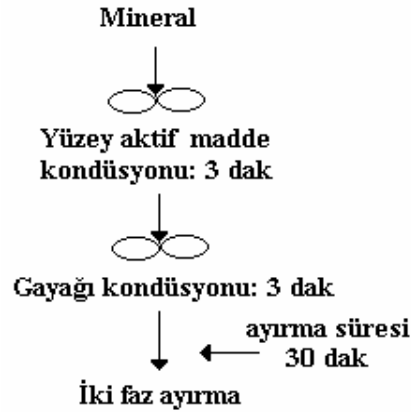 Mineral
Yüzey aktif madde
kondüsyonu: 3 dak
Gayağı kondüsyonu: 3 dak
ayırma süresi
30 dak
İki faz ayırma